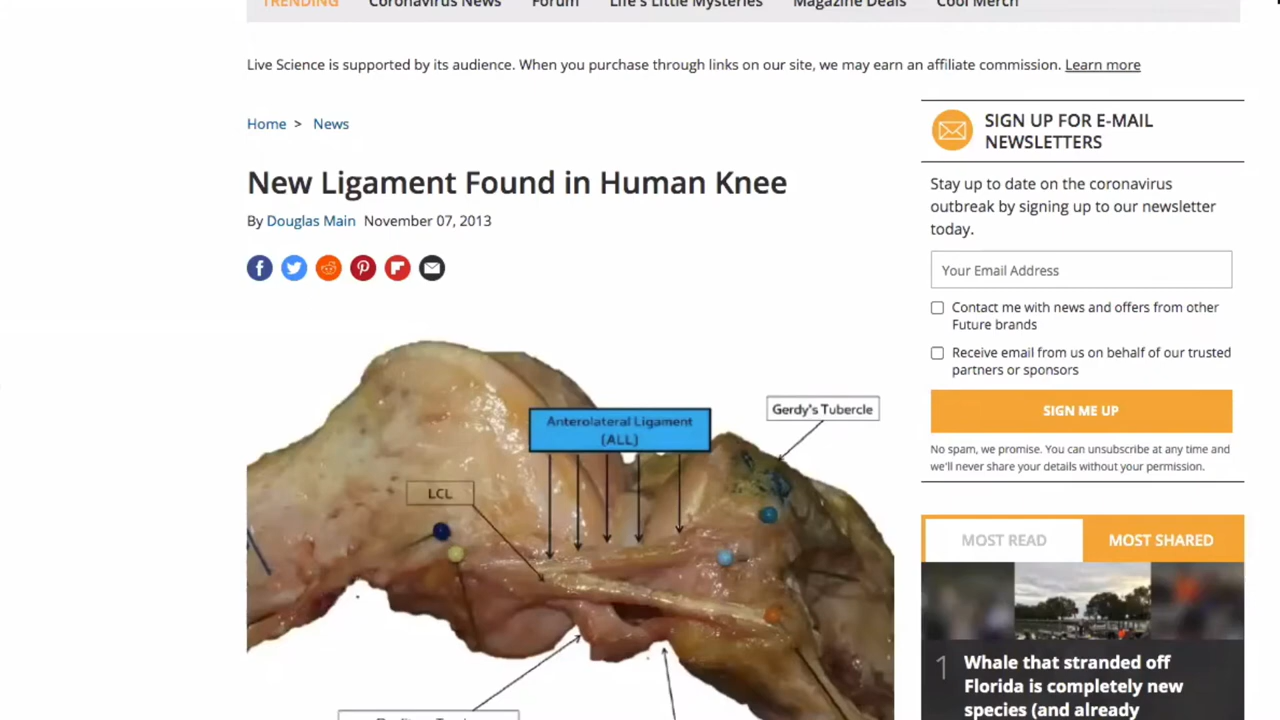 TRENDING Coronavirus News Forum Life's Little Mysteries Magazine Deals Cool Merch
Live Science is supported by its audience. When you purchase through links on our site, we may earn an affiliate commission. Learn more
Home > News
New Ligament Found in Human Knee
By Douglas Main November 07, 2013
Anterolateral Ligament
(ALL)
Gerdy's Tubercle
LCL
SIGN UP FOR E-MAIL
NEWSLETTERS
Stay up to date on the coronavirus
outbreak by signing up to our newsletter
today.
Your Email Address
Contact me with news and offers from other
Future brands
Receive email from us on behalf of our trusted
partners or sponsors
SIGN ME UP
No spam, we promise. You can unsubscribe at any time and
we'll never share your details without your permission.
MOST READ MOST SHARED
1 Whale that stranded off
Florida is completely new
species (and already